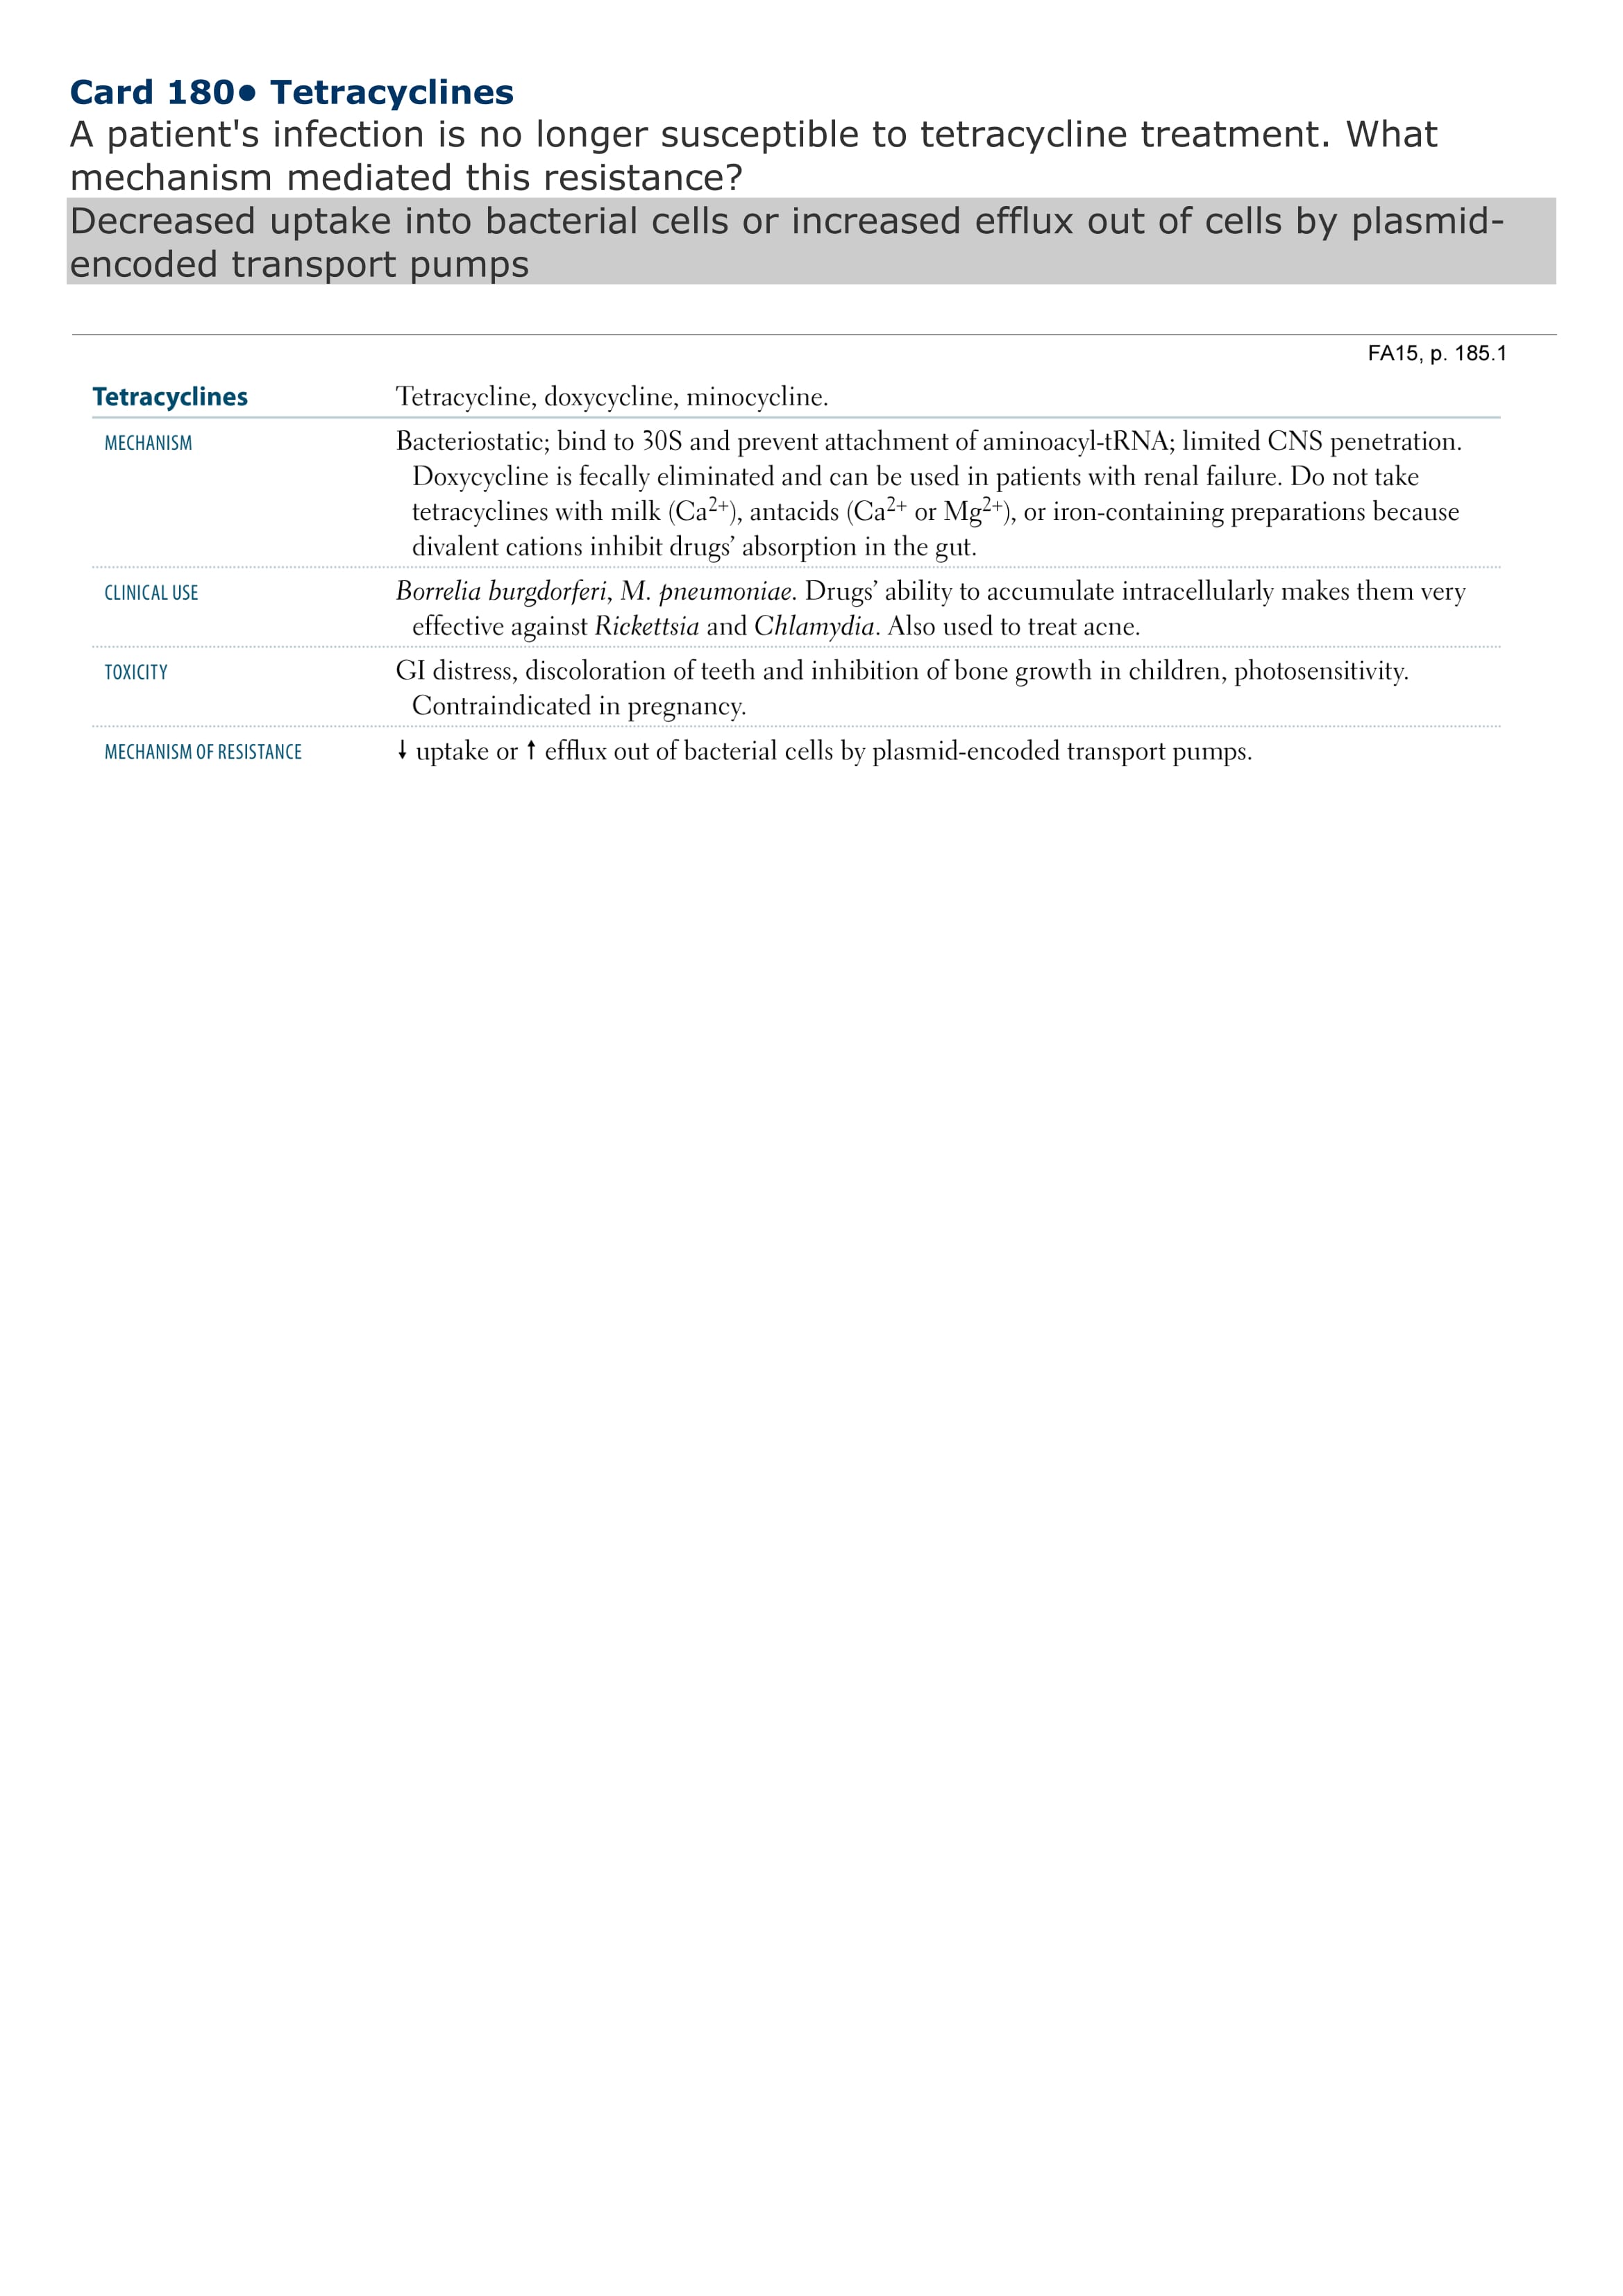 Card 180● Tetracyclines
A patient's infection is no longer susceptible to tetracycline treatment. What
mechanism mediated this resistance?
Decreased uptake into bacterial cells or increased efflux out of cells by plasmid-
encoded transport pumps
FA15, p. 185.1
Tetracyclines Tetracycline, doxycycline, minocycline.
MECHANISM Bacteriostatic; bind to 30S and prevent attachment of aminoacyl-tRNA; limited CNS penetration.
Doxycycline is fecally eliminated and can be used in patients with renal failure. Do not take
tetracyclines with milk (Ca2+), antacids (Ca2+ or Mg2+), or iron-containing preparations because
divalent cations inhibit drugs’ absorption in the gut.
CLINICAL USE Borrelia burgdorferi, M. pneumoniae. Drugs’ ability to accumulate intracellularly makes them very
effective against Rickettsia and Chlamydia. Also used to treat acne.
TOXICITY GI distress, discoloration of teeth and inhibition of bone growth in children, photosensitivity.
Contraindicated in pregnancy.
MECHANISM OF RESISTANCE ↓ uptake or ↑ efflux out of bacterial cells by plasmid-encoded transport pumps.